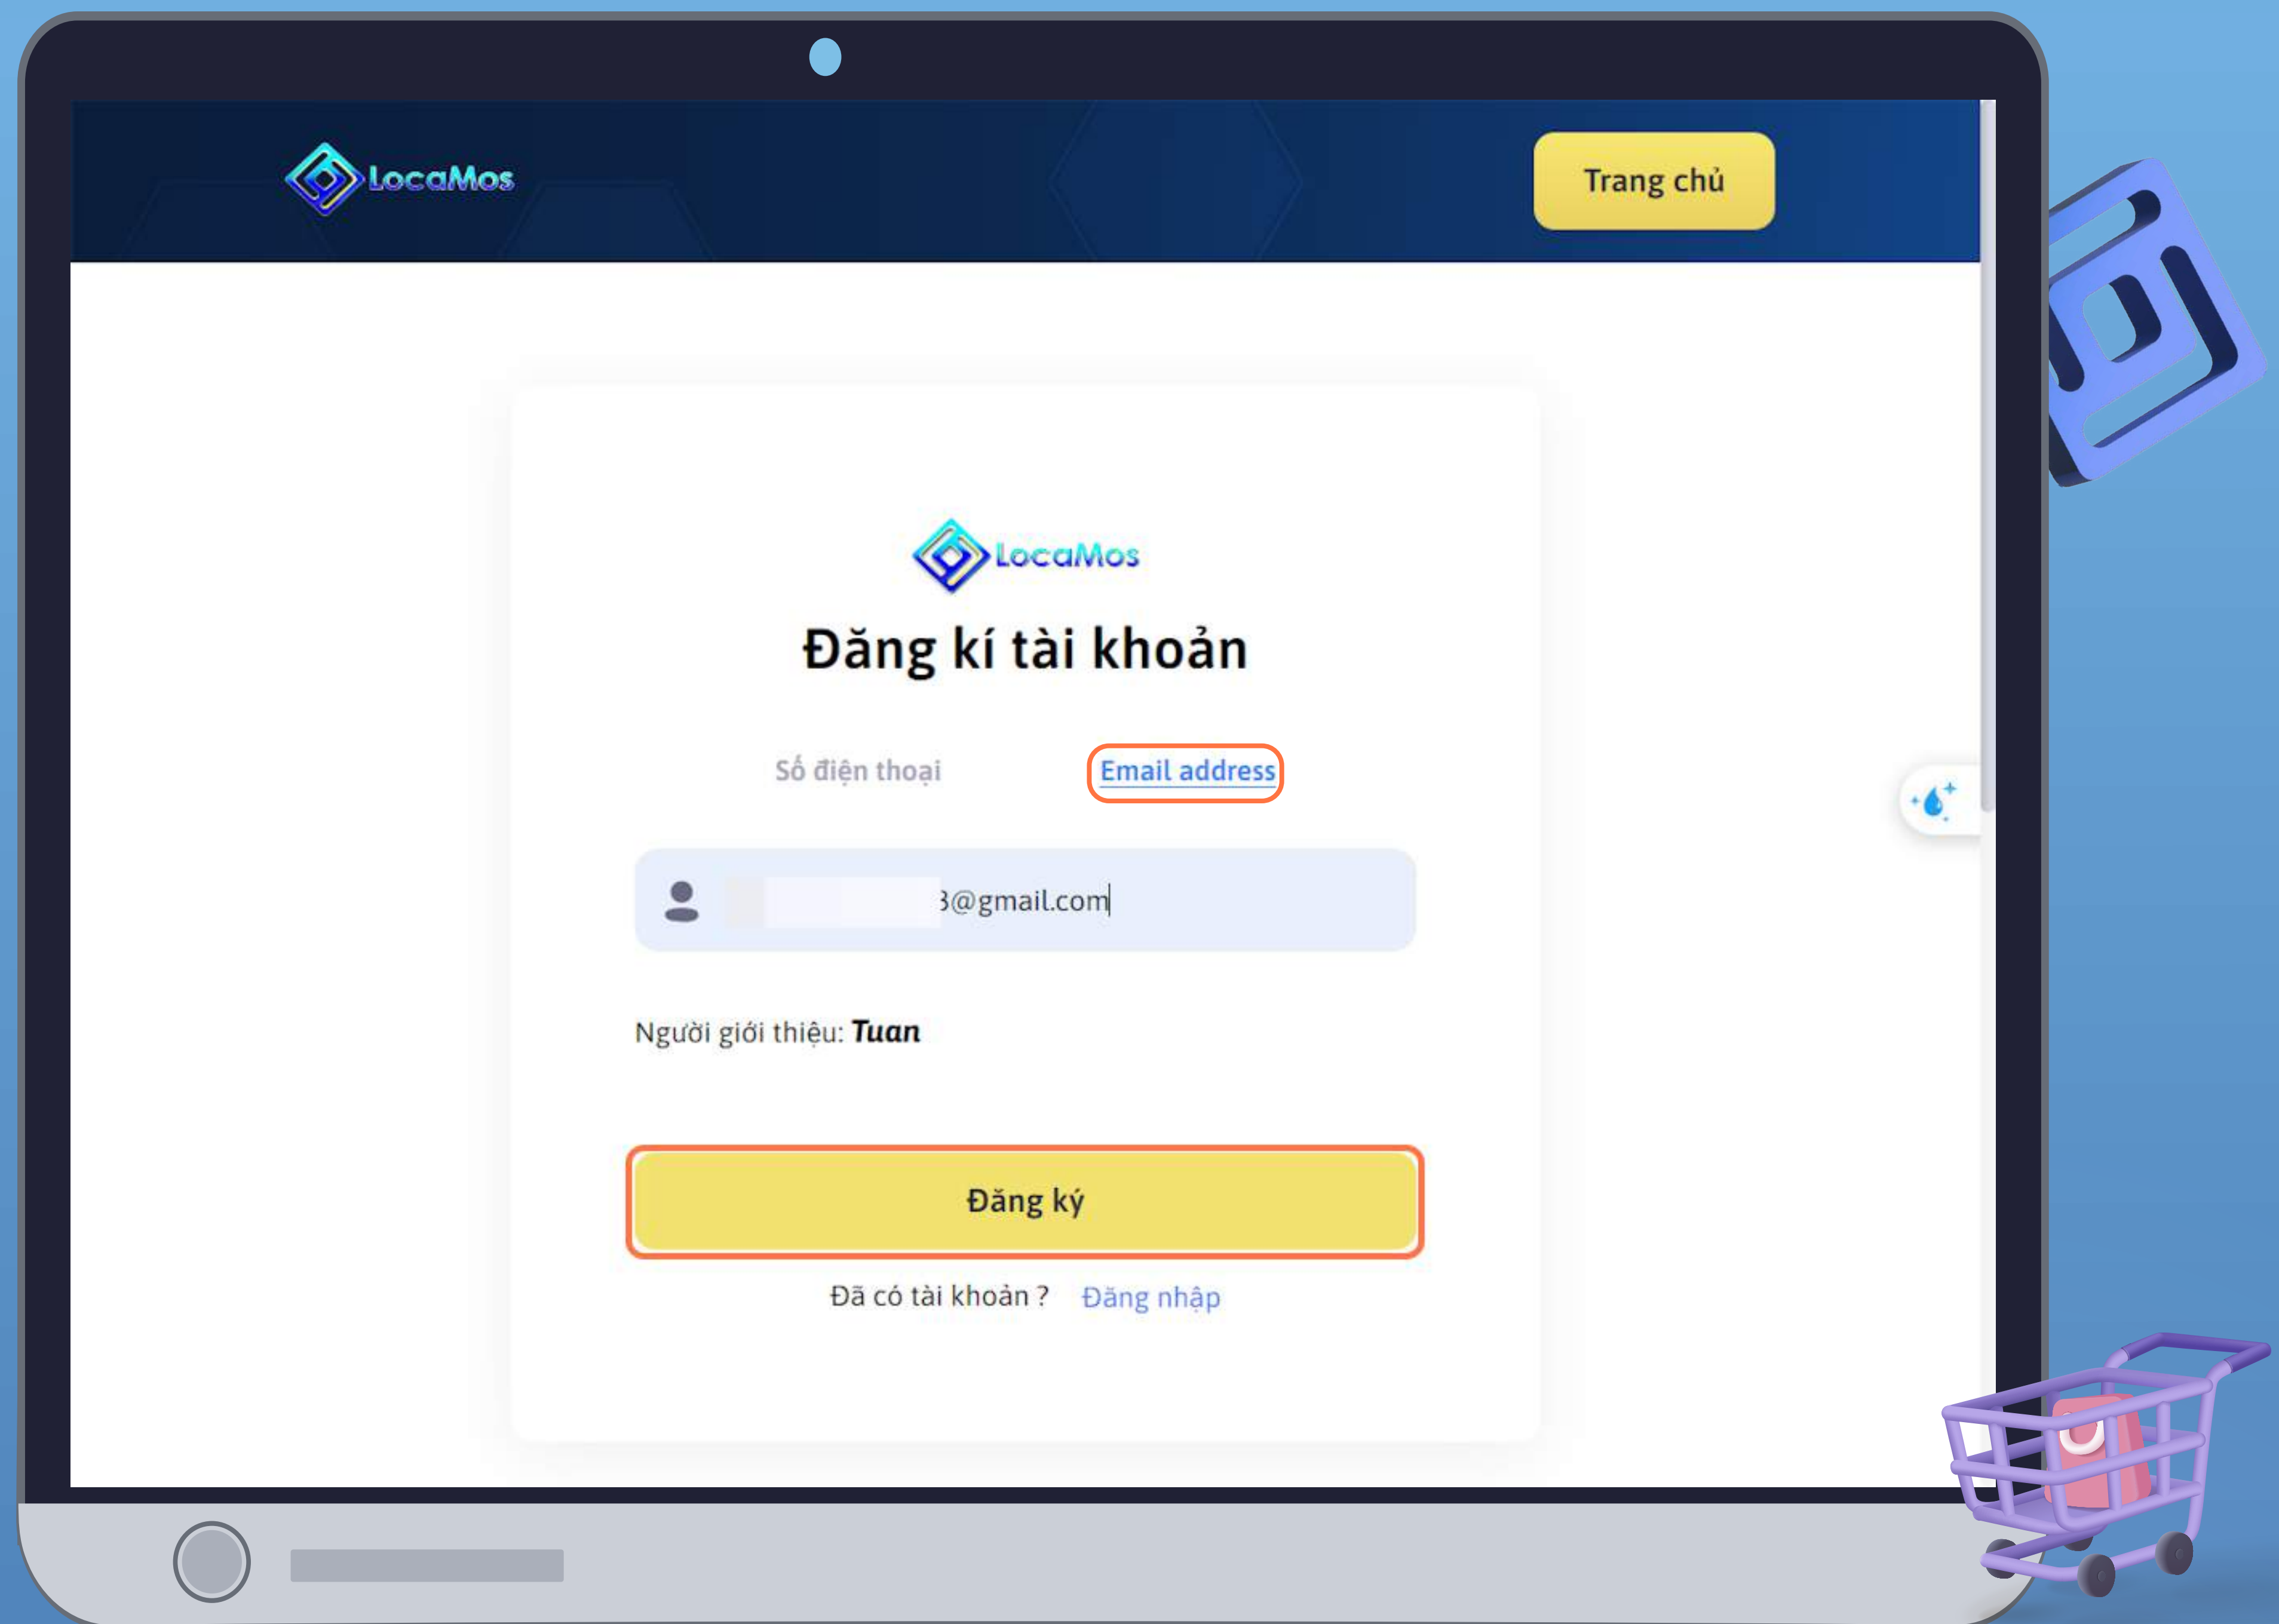 LocaMos
Trang chủ
LocaMos
Đăng kí tài khoản
Số điện thoại
Email address
3@gmail.com
Người giới thiệu: Tuan
Đăng ký
Đã có tài khoản ? Đăng nhập